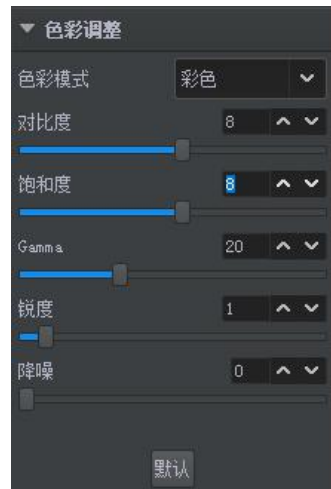 色彩调整
色彩模式 彩色
对比度 8
饱和度 8
Gamma 20
锐度 1
降噪 0
默认